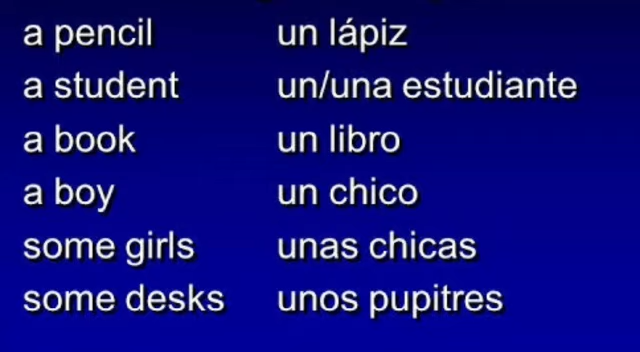 a pencil un lápiz
a student un/una estudiante
a book un libro
a boy un chico
some girls unas chicas
some desks unos pupitres